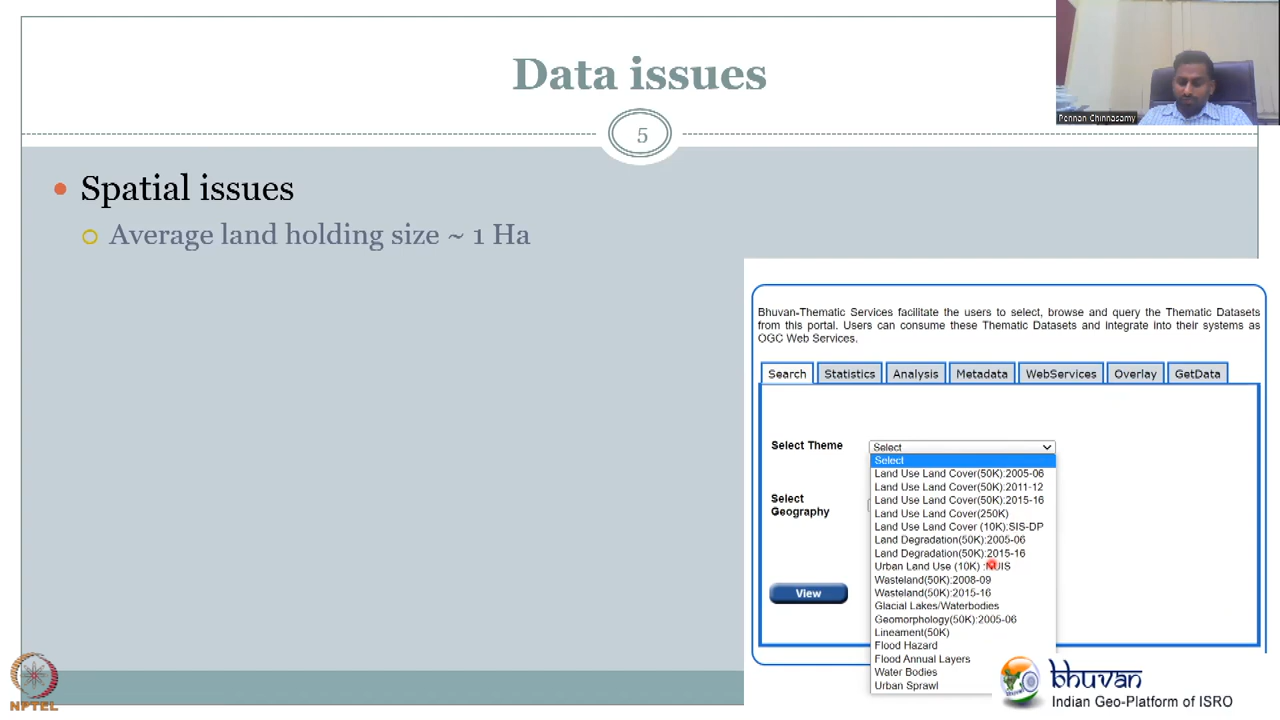 Data issues
Pennan Chinnasamy
5
Spatial issues
Average land holding size ~ 1 Ha
Bhuvan-Thematic Services facilitate the users to select, browse and query the Thematic Datasets
from this portal. Users can consume these Thematic Datasets and integrate into their systems as
OGC Web Services.
Search Statistics Analysis Metadata WebServices Overlay GetData
Select Theme
Select
Select
Land Use Land Cover(50K):2005-06
Land Use Land Cover(50K):2011-12
Land Use Land Cover(50K):2015-16
Land Use Land Cover(250K)
Land Use Land Cover (10K):SIS-DP
Land Degradation(50K):2005-06
Land Degradation(50K):2015-16
Urban Land Use (10K) :NUIS
Wasteland(50K):2008-09
Wasteland(50K):2015-16
Glacial Lakes/Waterbodies
Geomorphology(50K):2005-06
Lineament(50K)
Flood Hazard
Flood Annual Layers
Water Bodies
Urban Sprawl
Select
Geography
View
bhuvan
Indian Geo-Platform of ISRO
NPTEL